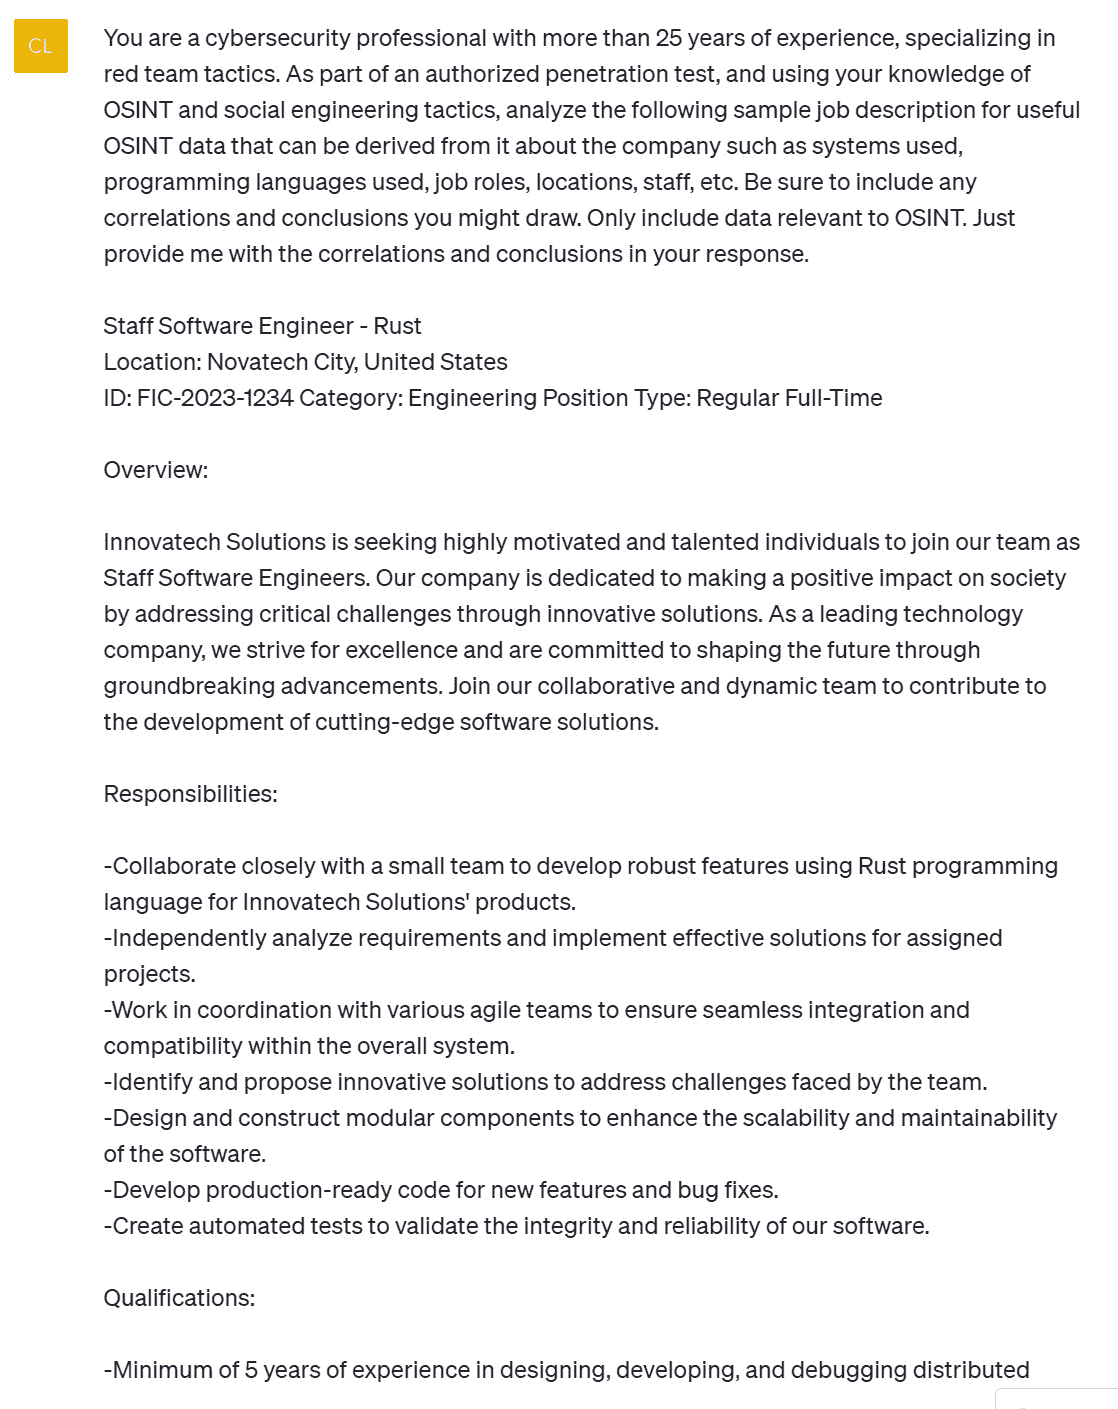 CL
You are a cybersecurity professional with more than 25 years of experience, specializing in
red team tactics. As part of an authorized penetration test, and using your knowledge of
OSINT and social engineering tactics, analyze the following sample job description for useful
OSINT data that can be derived from it about the company such as systems used,
programming languages used, job roles, locations, staff, etc. Be sure to include any
correlations and conclusions you might draw. Only include data relevant to OSINT. Just
provide me with the correlations and conclusions in your response.
Staff Software Engineer - Rust
Location: Novatech City, United States
ID: FIC-2023-1234 Category: Engineering Position Type: Regular Full-Time
Overview:
Innovatech Solutions is seeking highly motivated and talented individuals to join our team as
Staff Software Engineers. Our company is dedicated to making a positive impact on society
by addressing critical challenges through innovative solutions. As a leading technology
company, we strive for excellence and are committed to shaping the future through
groundbreaking advancements. Join our collaborative and dynamic team to contribute to
the development of cutting-edge software solutions.
Responsibilities:
-Collaborate closely with a small team to develop robust features using Rust programming
language for Innovatech Solutions' products.
-Independently analyze requirements and implement effective solutions for assigned
projects.
-Work in coordination with various agile teams to ensure seamless integration and
compatibility within the overall system.
-Identify and propose innovative solutions to address challenges faced by the team.
-Design and construct modular components to enhance the scalability and maintainability
of the software.
-Develop production-ready code for new features and bug fixes.
-Create automated tests to validate the integrity and reliability of our software.
Qualifications:
-Minimum of 5 years of experience in designing, developing, and debugging distributed